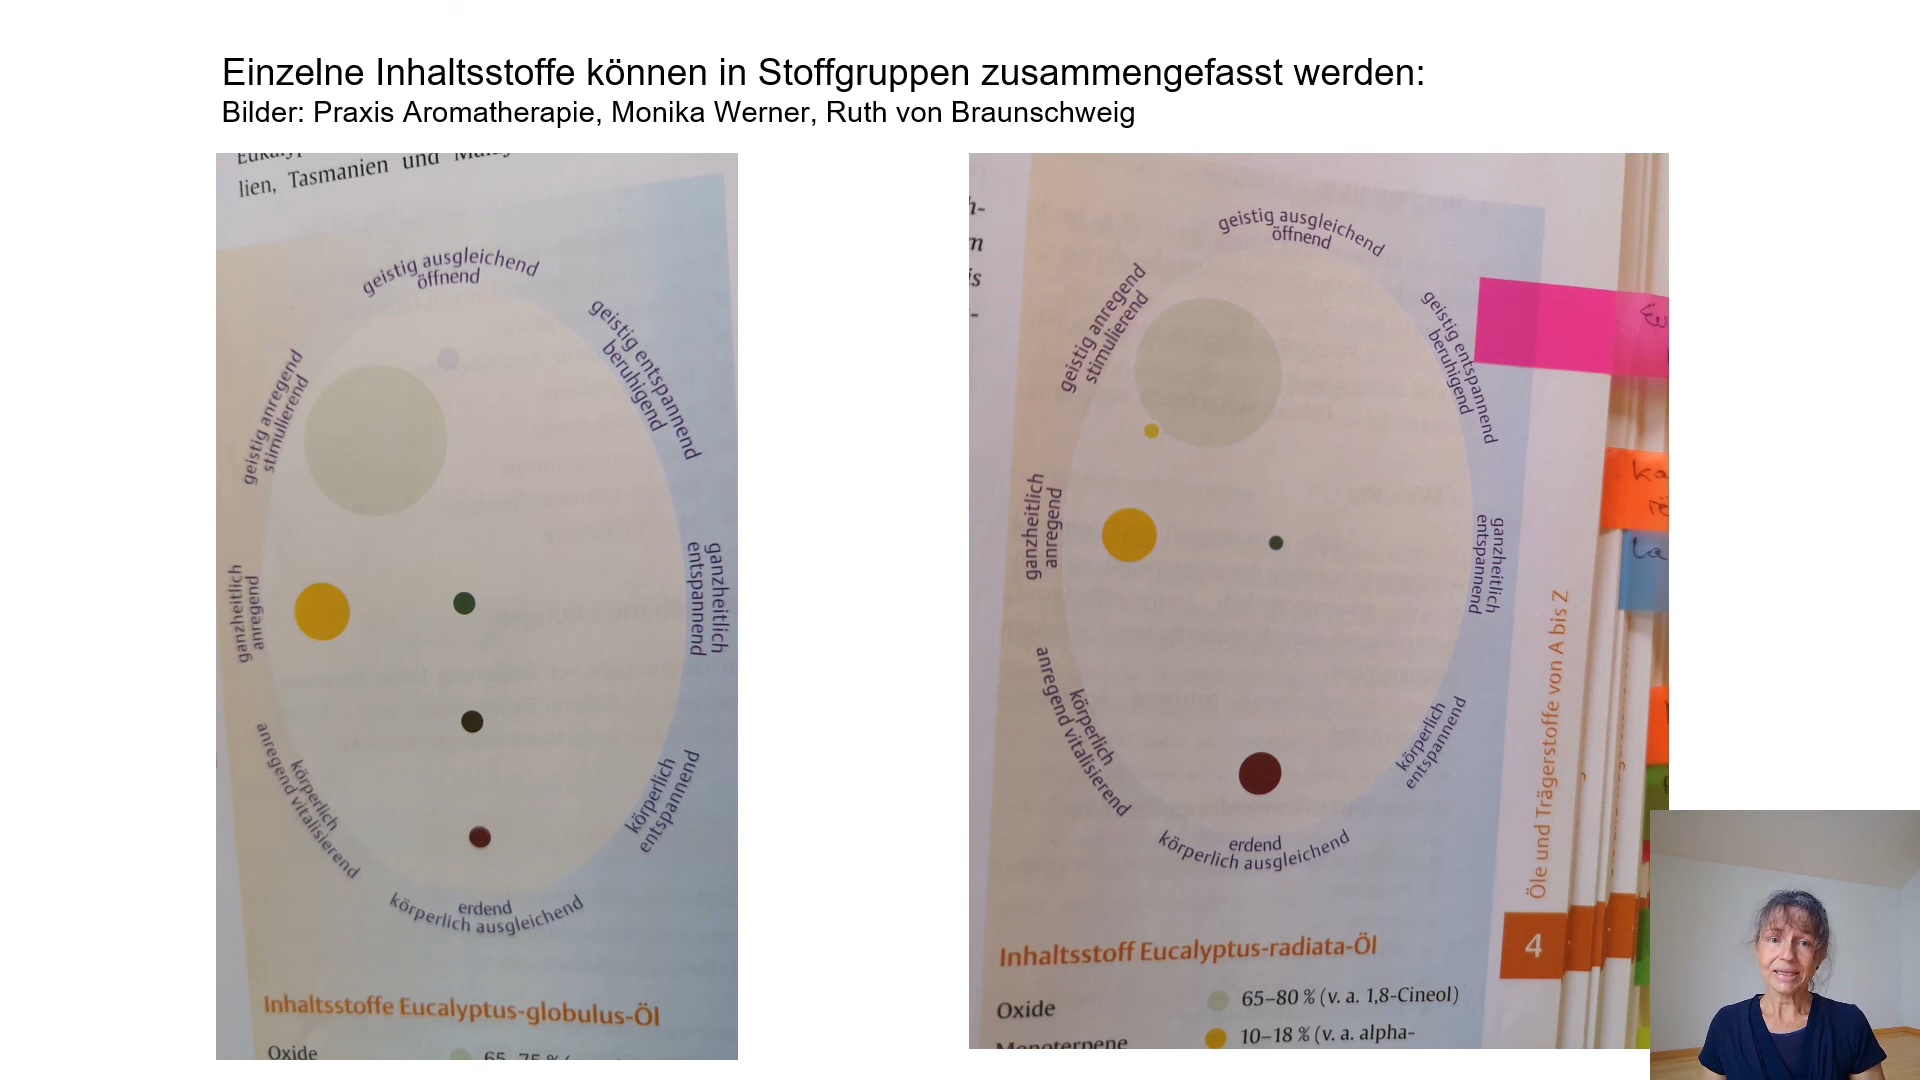 Einzelne Inhaltsstoffe können in Stoffgruppen zusammengefasst werden:
Bilder: Praxis Aromatherapie, Monika Werner, Ruth von Braunschweig
lien, Tasmanien und
geistig ausgleichend
öffnend
geistig entspannend
beruhigend
geistig anregend
stimulierend
ganzheitlich
entspannend
ganzheitlich
anregend
körperlich
anregend vitalisierend
körperlich
entspannend
erdend
körperlich ausgleichend
Inhaltsstoffe Eucalyptus-globulus-Öl
Oxide
h-
n
is
-
geistig ausgleichend
öffnend
geistig anregend
stimulierend
geistig entspannend
beruhigend
ganzheitlich
anregend
ganzheitlich
entspannend
körperlich
anregend vitalisierend
körperlich
entspannend
erdend
körperlich ausgleichend
Inhaltsstoff Eucalyptus-radiata-Öl
Oxide 65–80 % (v. a. 1,8-Cineol)
Monoterpene 10–18 % (v. a. alpha-
Öle und Trägerstoffe von A bis Z
4
ka
la